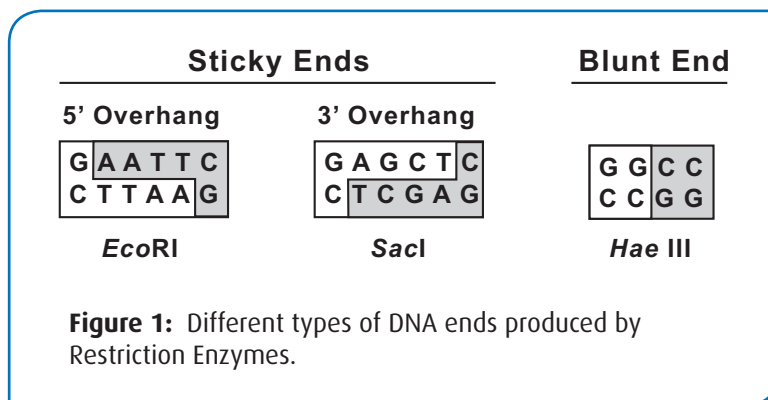 Sticky Ends
Blunt End
5’ Overhang
3’ Overhang
G A A T T C
C T T A A G
EcoRI
G A G C T C
C T C G A G
SacI
G G C C
C C G G
Hae III
Figure 1: Different types of DNA ends produced by
Restriction Enzymes.